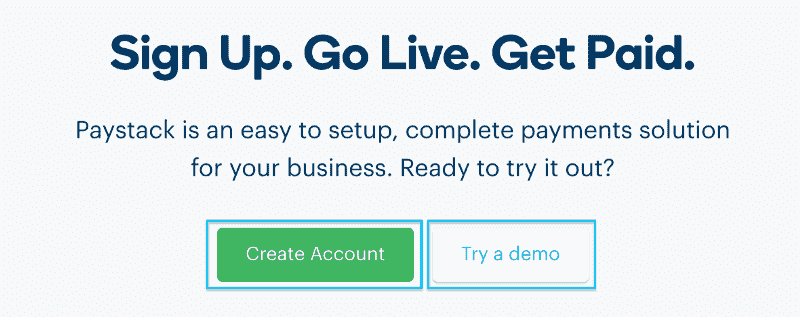 Sign Up. Go Live. Get Paid.
Paystack is an easy to setup, complete payments solution
for your business. Ready to try it out?
Create Account
Try a demo